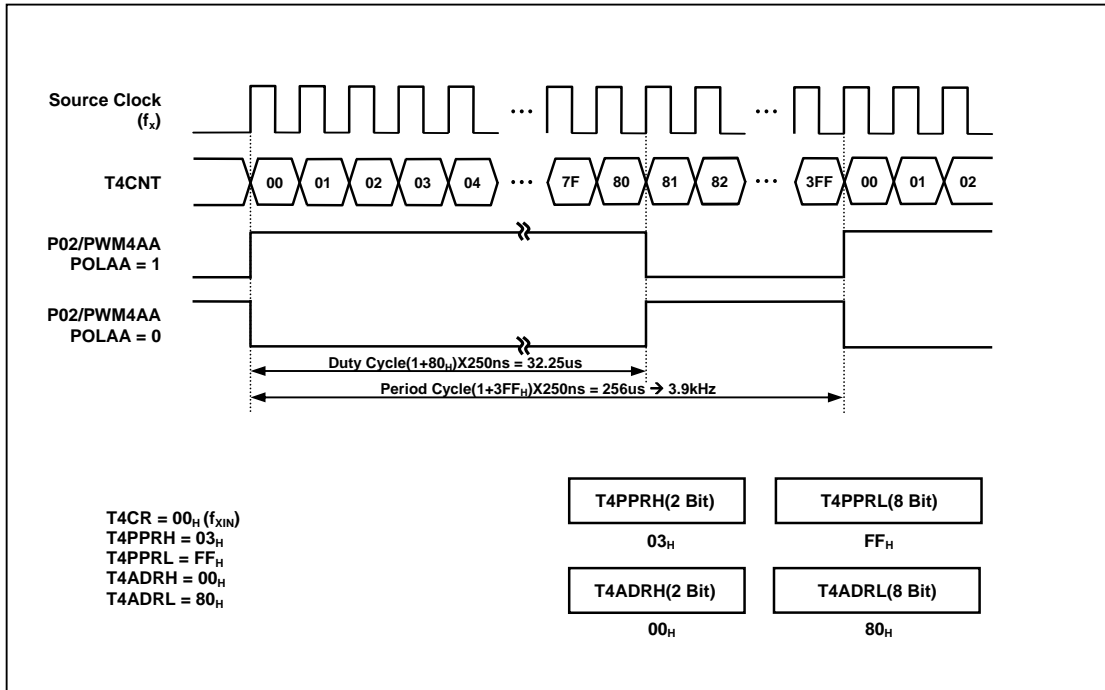 Source Clock
(fx)
T4CNT
00 01 02 03 04 ••• 7F 80 81 82 ••• 3FF 00 01 02
P02/PWM4AA
POLAA = 1
P02/PWM4AA
POLAA = 0
Duty Cycle(1+80H)X250ns = 32.25us
Period Cycle(1+3FFH)X250ns = 256us → 3.9kHz
T4CR = 00H (fXIN)
T4PPRH = 03H
T4PPRL = FFH
T4ADRH = 00H
T4ADRL = 80H
T4PPRH(2 Bit) T4PPRL(8 Bit)
03H FFH
T4ADRH(2 Bit) T4ADRL(8 Bit)
00H 80H